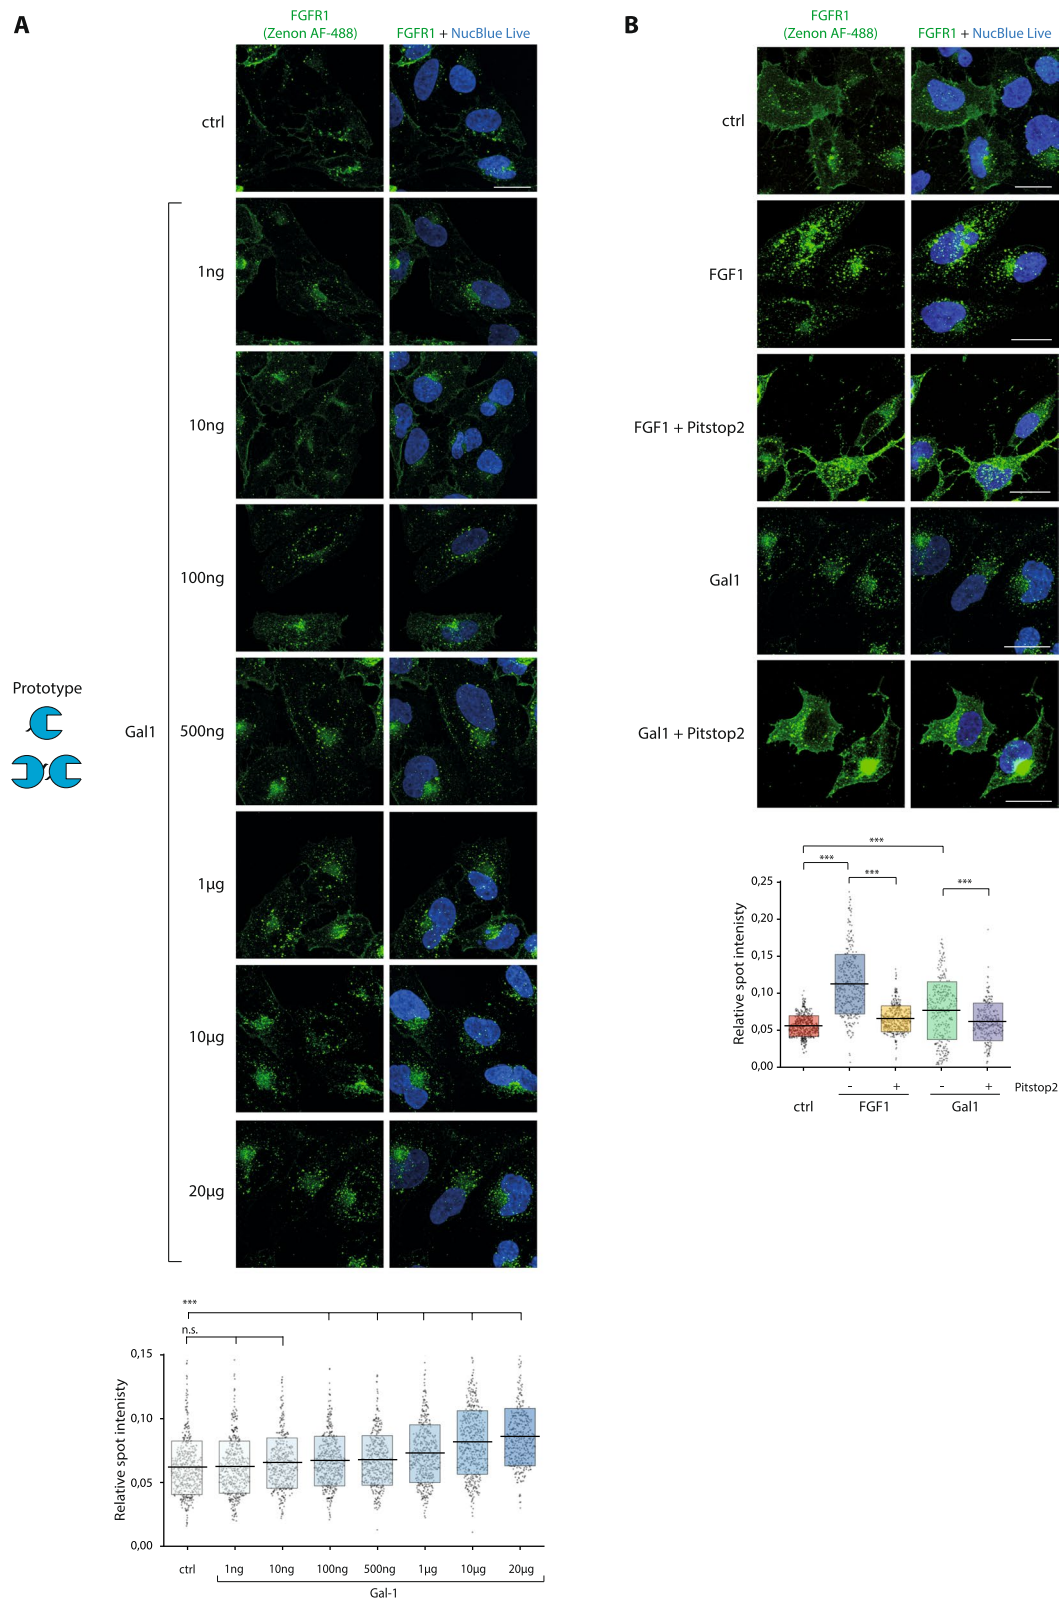 A
FGFR1
(Zenon AF-488)
FGFR1 + NucBlue Live
ctrl
1ng
10ng
100ng
500ng
1µg
10µg
20µg
Prototype
Gal1
***
n.s.
0,15
0,10
0,05
0,00
Relative spot intenisty
ctrl
1ng
10ng
100ng
500ng
1µg
10µg
20µg
Gal-1
B
FGFR1
(Zenon AF-488)
FGFR1 + NucBlue Live
ctrl
FGF1
FGF1 + Pitstop2
Gal1
Gal1 + Pitstop2
***
***
***
***
0,25
0,20
0,15
0,10
0,05
0,00
Relative spot intenisty
- + - + Pitstop2
ctrl FGF1 Gal1